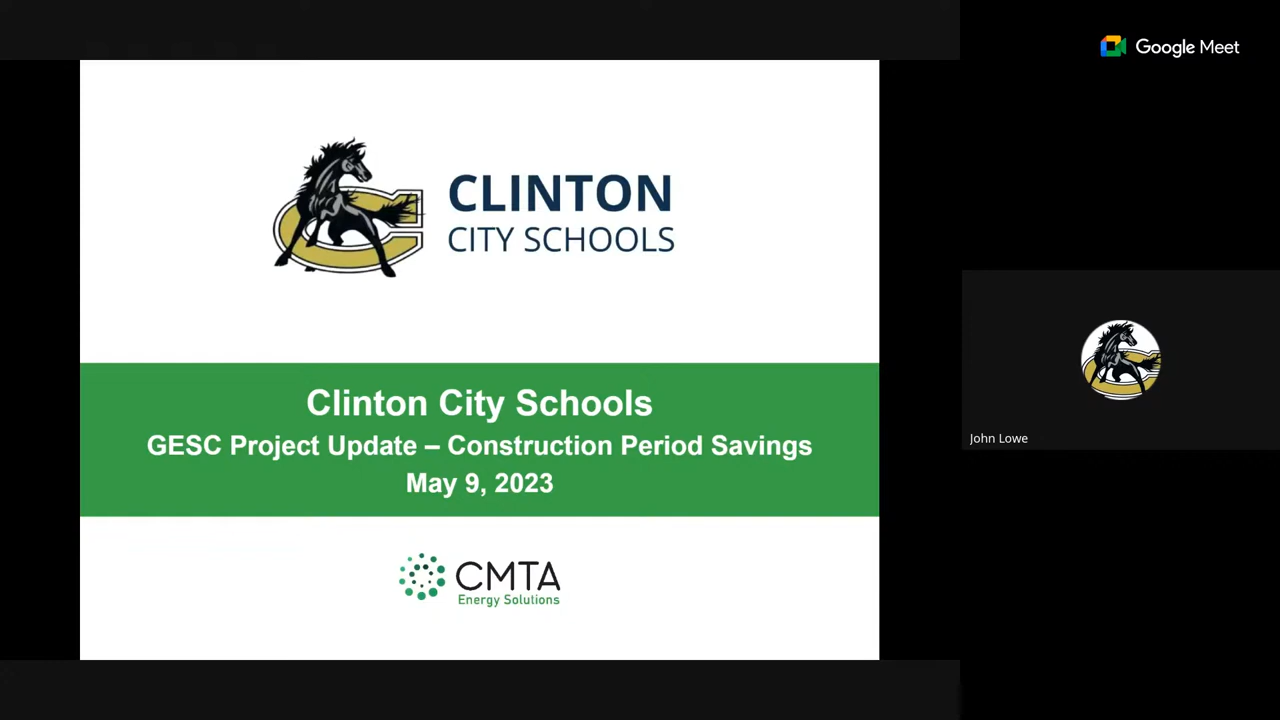 Google Meet
CLINTON
CITY SCHOOLS
Clinton City Schools
GESC Project Update – Construction Period Savings
May 9, 2023
John Lowe
CMTA
Energy Solutions